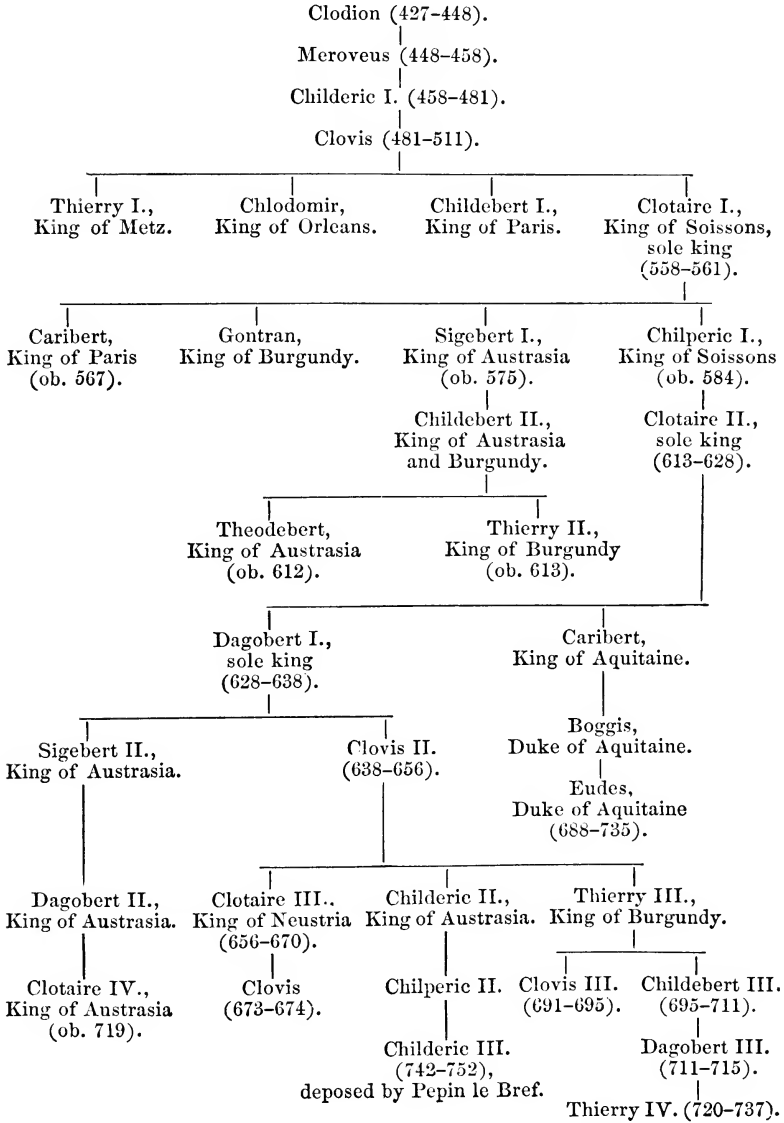 Clodion (427–448).
Meroveus (448–458).
Childeric I. (458–481).
Clovis (481–511).
Thierry I.,
King of Metz.
Chlodomir,
King of Orleans.
Childebert I.,
King of Paris.
Clotaire I.,
King of Soissons,
sole king
(558–561).
Caribert,
King of Paris
(ob. 567).
Gontran,
King of Burgundy.
Sigebert I.,
King of Austrasia
(ob. 575).
Chilperic I.,
King of Soissons
(ob. 584).
Childebert II.,
King of Austrasia
and Burgundy.
Clotaire II.,
sole king
(613–628).
Theodebert,
King of Austrasia
(ob. 612).
Thierry II.,
King of Burgundy
(ob. 613).
Dagobert I.,
sole king
(628–638).
Caribert,
King of Aquitaine.
Sigebert II.,
King of Austrasia.
Clovis II.
(638–656).
Boggis,
Duke of Aquitaine.
Eudes,
Duke of Aquitaine
(688–735).
Dagobert II.,
King of Austrasia.
Clotaire III.,
King of Neustria
(656–670).
Childeric II.,
King of Austrasia.
Thierry III.,
King of Burgundy.
Clotaire IV.,
King of Austrasia
(ob. 719).
Clovis
(673–674).
Chilperic II.
Clovis III.
(691–695).
Childebert III.
(695–711).
Childeric III.
(742–752),
deposed by Pepin le Bref.
Dagobert III.
(711–715).
Thierry IV. (720–737).